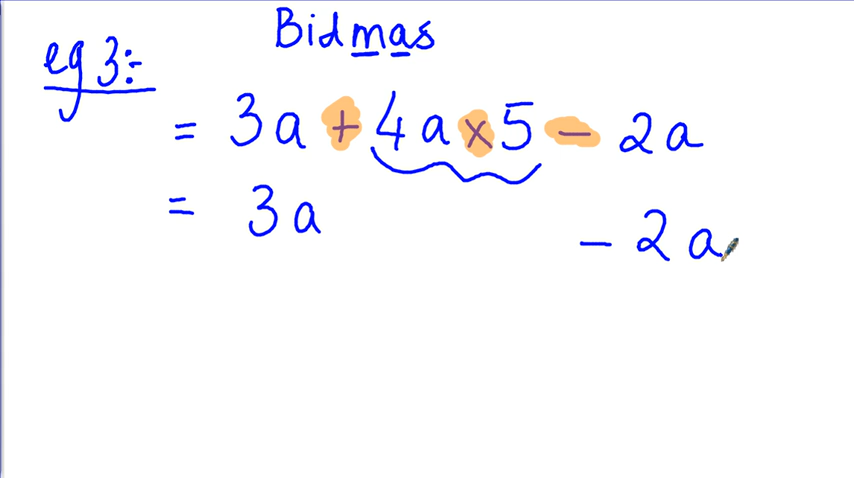 Bidmas
eg 3:-
= 3a + 4a × 5 - 2a
= 3a - 2a